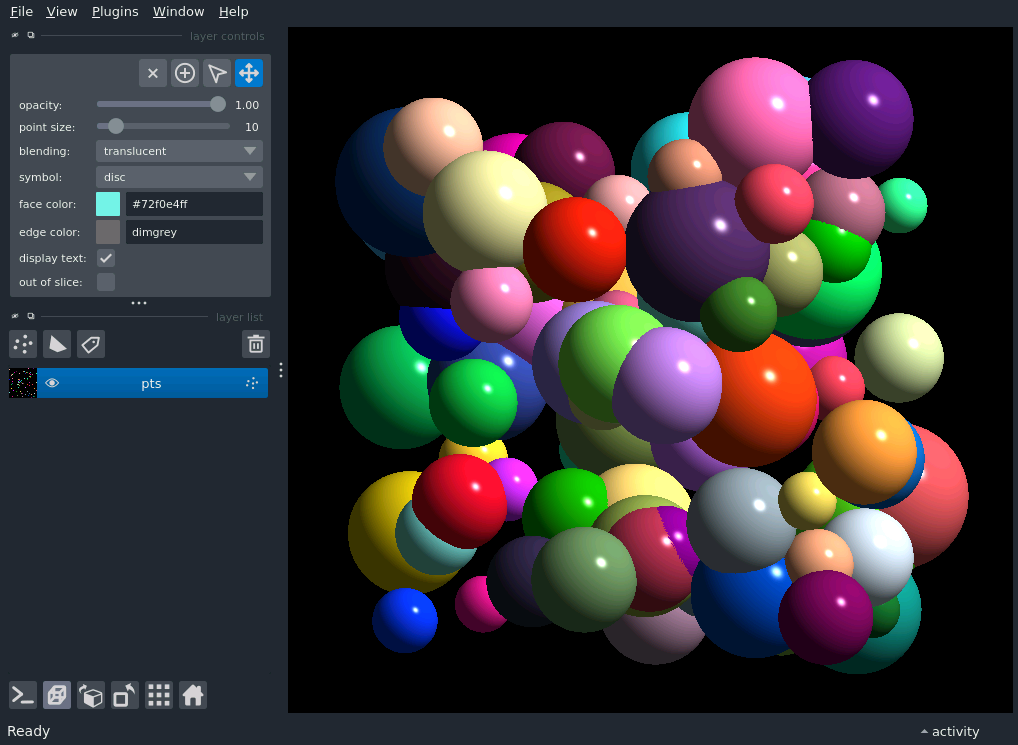 File View Plugins Window Help
layer controls
opacity: 1.00
point size: 10
blending: translucent
symbol: disc
face color: #72f0e4ff
edge color: dimgrey
display text:
out of slice:
layer list
pts
Ready activity